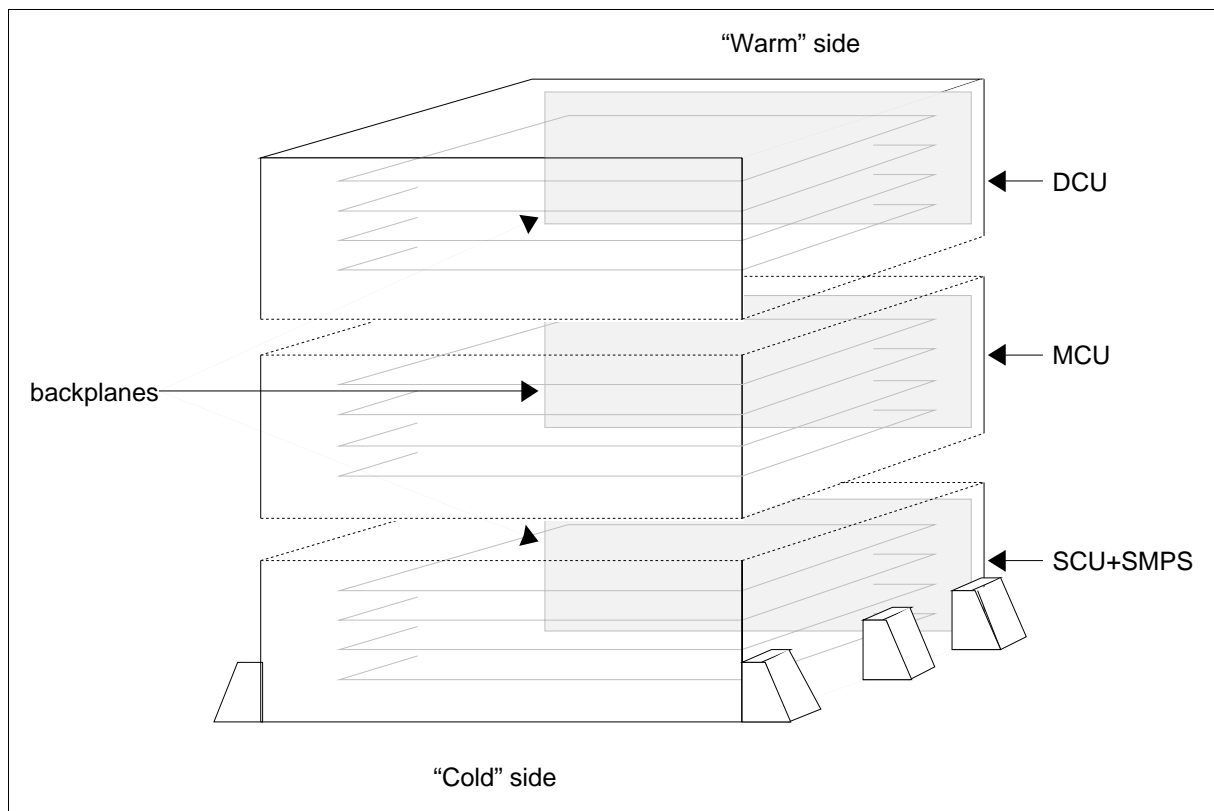 “Warm” side
DCU
MCU
backplanes
SCU+SMPS
“Cold” side